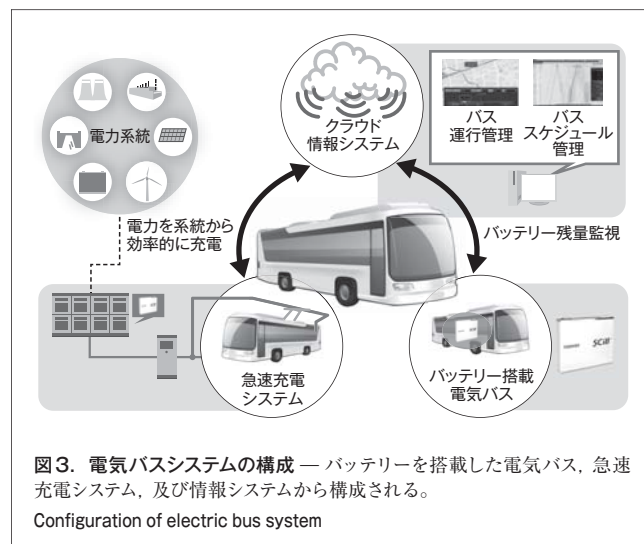 クラウド
情報システム
バス
運行管理
バス
スケジュール
管理
電力系統
電力を系統から
効率的に充電
バッテリー残量監視
急速充電
システム
バッテリー搭載
電気バス
SCiB
図3. 電気バスシステムの構成 — バッテリーを搭載した電気バス, 急速
充電システム, 及び情報システムから構成される。
Configuration of electric bus system